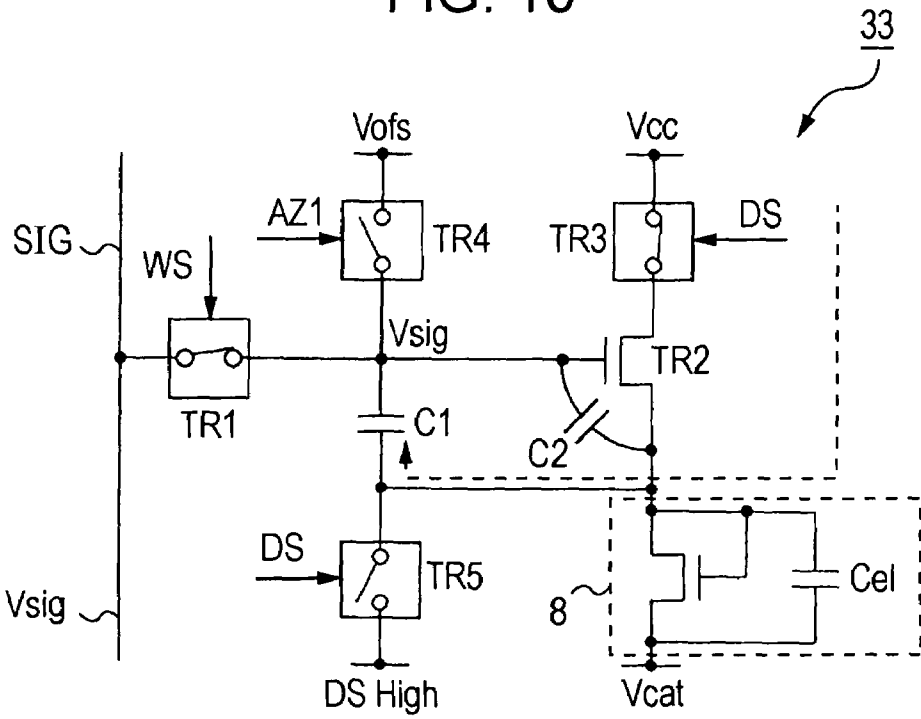 FIG. 10
33
Vofs
Vcc
AZ1
TR4
TR3
DS
SIG
WS
Vsig
TR2
TR1
C1
C2
DS
TR5
Cel
8
Vsig
DS High
Vcat